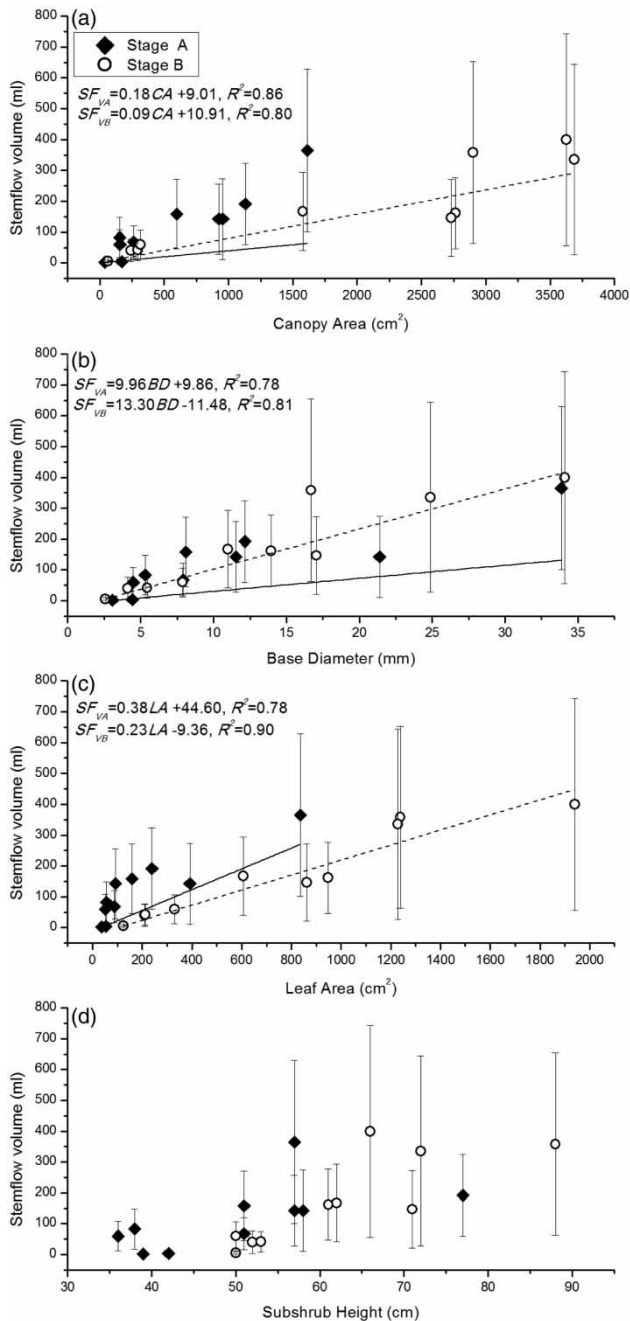 (a)
Stage A
Stage B
SF_VA=0.18CA +9.01, R²=0.86
SF_VB=0.09CA +10.91, R²=0.80
800
700
600
500
400
300
200
100
0
Stemflow volume (ml)
0 500 1000 1500 2000 2500 3000 3500 4000
Canopy Area (cm²)
(b)
SF_VA=9.96BD +9.86, R²=0.78
SF_VB=13.30BD -11.48, R²=0.81
800
700
600
500
400
300
200
100
0
Stemflow volume (ml)
0 5 10 15 20 25 30 35
Base Diameter (mm)
(c)
SF_VA=0.38LA +44.60, R²=0.78
SF_VB=0.23LA -9.36, R²=0.90
800
700
600
500
400
300
200
100
0
Stemflow volume (ml)
0 200 400 600 800 1000 1200 1400 1600 1800 2000
Leaf Area (cm²)
(d)
800
700
600
500
400
300
200
100
0
Stemflow volume (ml)
30 40 50 60 70 80 90
Subshrub Height (cm)